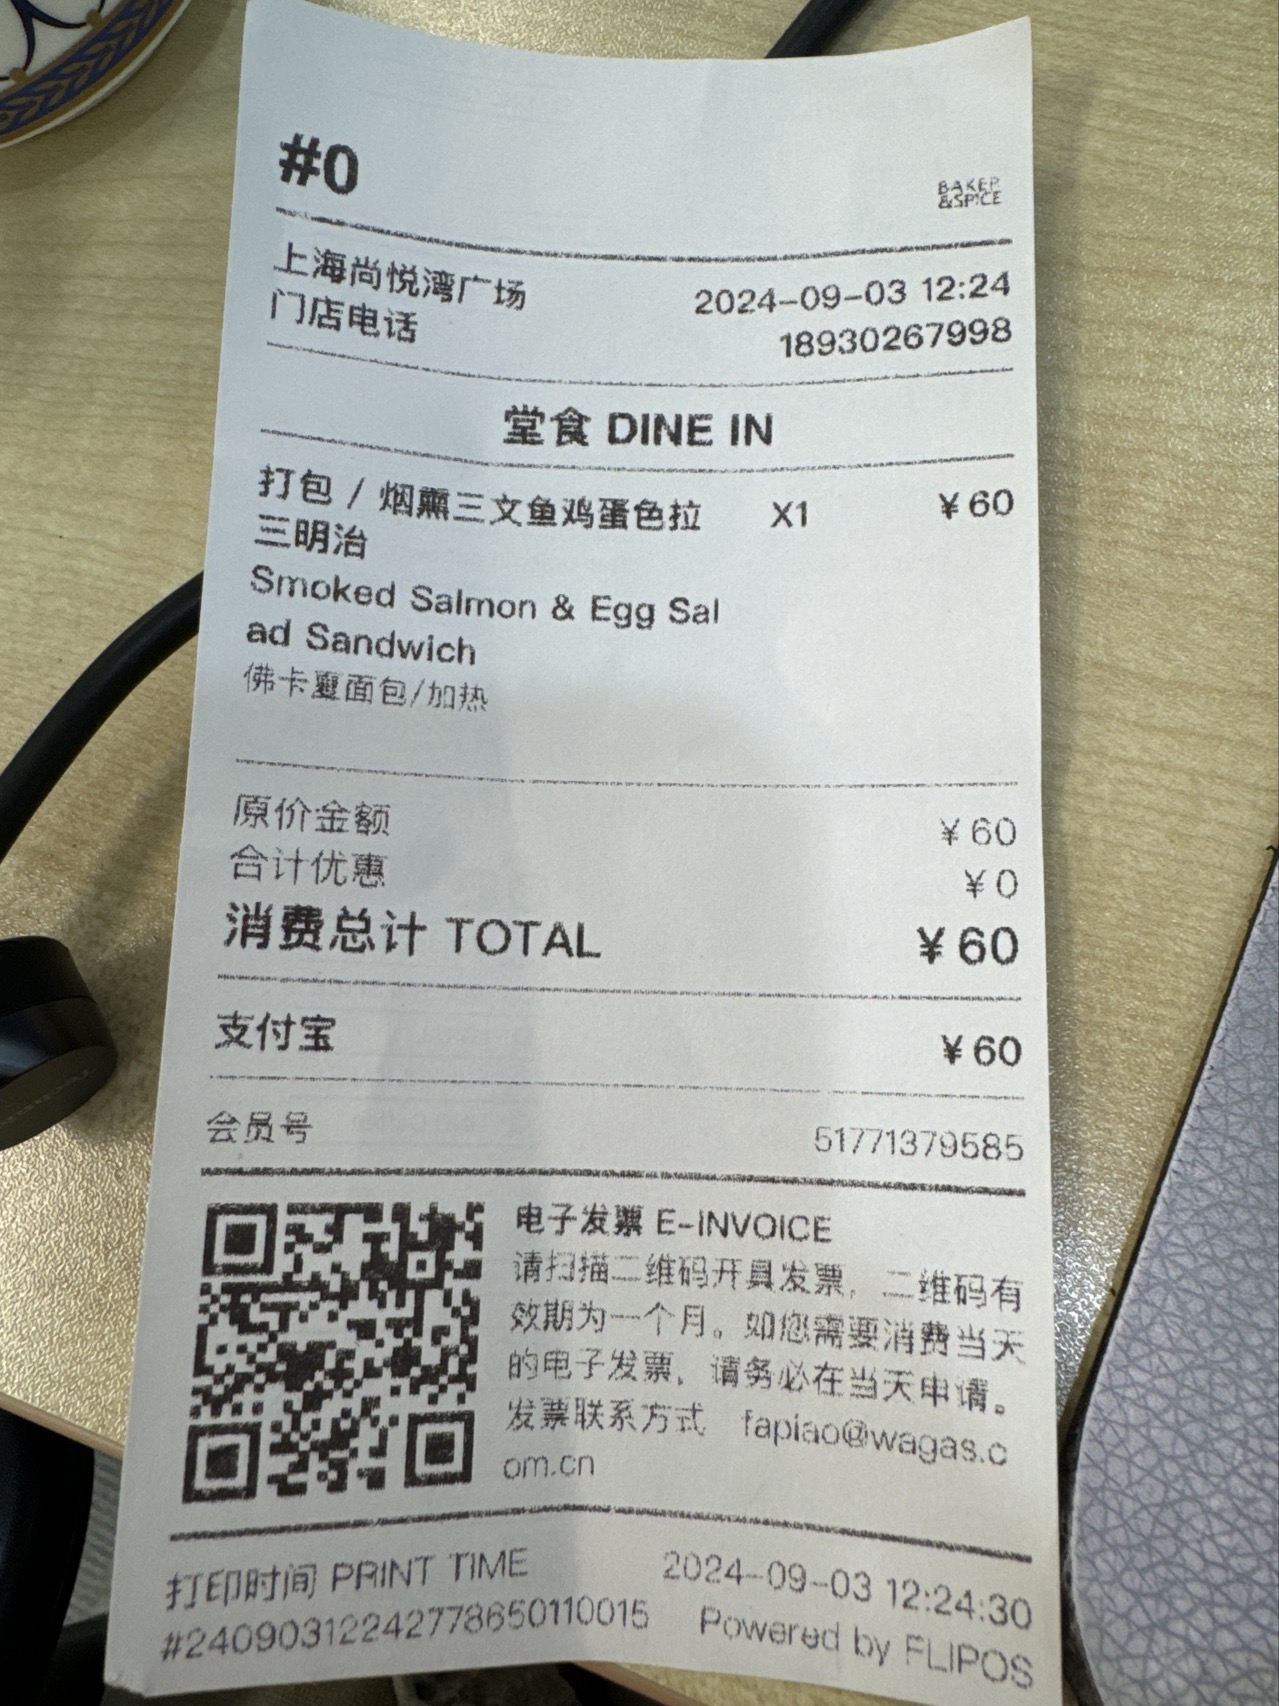 #0
BAKER
&SPICE
上海尚悦湾广场 2024-09-03 12:24
门店电话 18930267998
堂食 DINE IN
打包 / 烟熏三文鱼鸡蛋色拉 X1 ¥60
三明治
Smoked Salmon & Egg Sal
ad Sandwich
佛卡夏面包/加热
原价金额 ¥60
合计优惠 ¥0
消费总计 TOTAL ¥60
支付宝 ¥60
会员号 51771379585
电子发票 E-INVOICE
请扫描二维码开具发票，二维码有
效期为一个月。如您需要消费当天
的电子发票，请务必在当天申请。
发票联系方式 fapiao@wagas.c
om.cn
打印时间 PRINT TIME 2024-09-03 12:24:30
#24090312242778650110015 Powered by FLIPOS